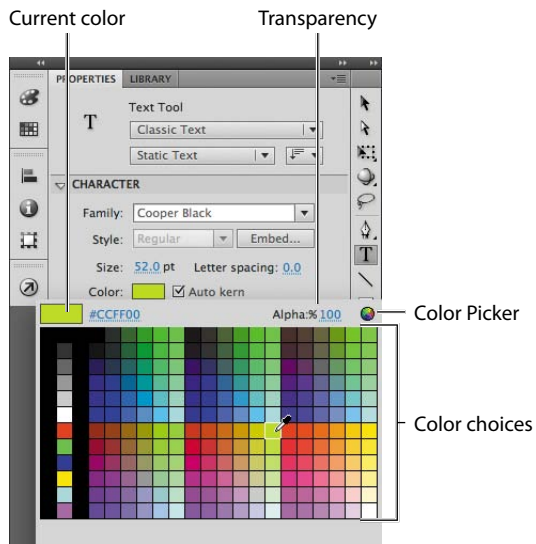 Current color Transparency
PROPERTIES LIBRARY
Text Tool
T
Classic Text
Static Text
CHARACTER
Family: Cooper Black
Style: Regular Embed...
Size: 52.0 pt Letter spacing: 0.0
Color: Auto kern
T
#CCFF00 Alpha:% 100
Color Picker
Color choices